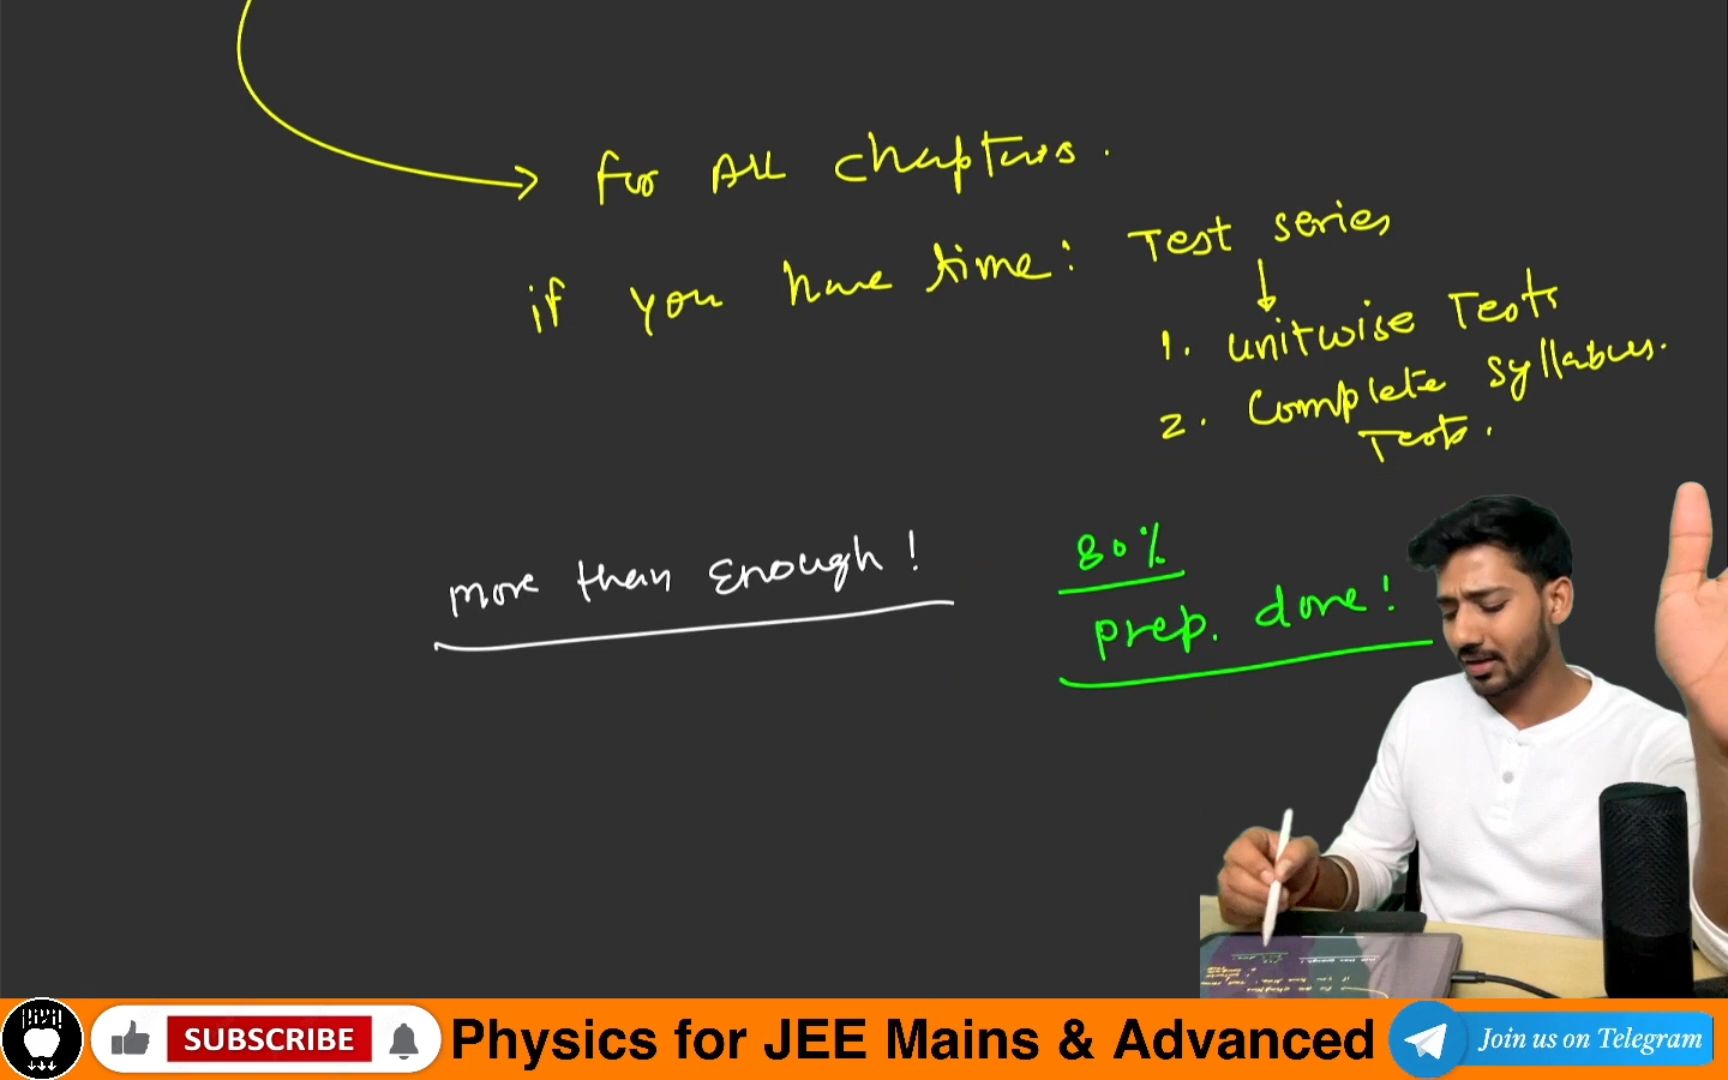 for All chapters.
if you have time: Test series
1. unitwise Tests
2. Complete syllabus.
Tests.
more than Enough!
80%
prep. done!
SUBSCRIBE
Physics for JEE Mains & Advanced
Join us on Telegram